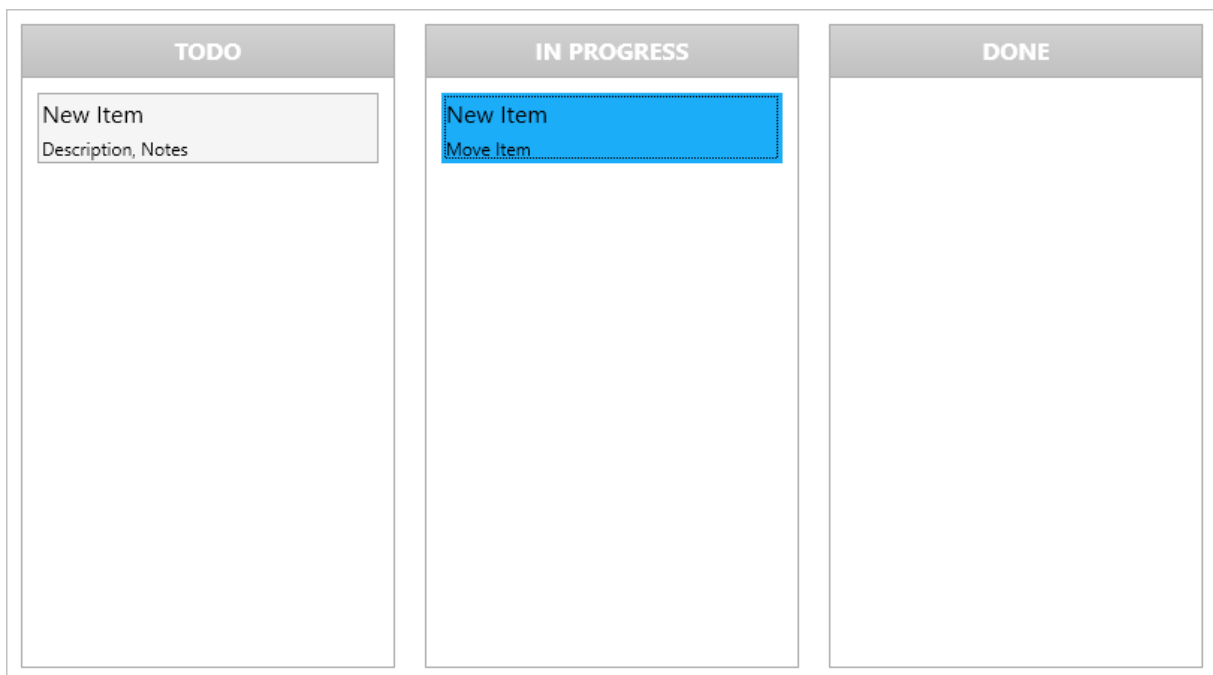 TODO
New Item
Description, Notes
IN PROGRESS
New Item
Move Item
DONE